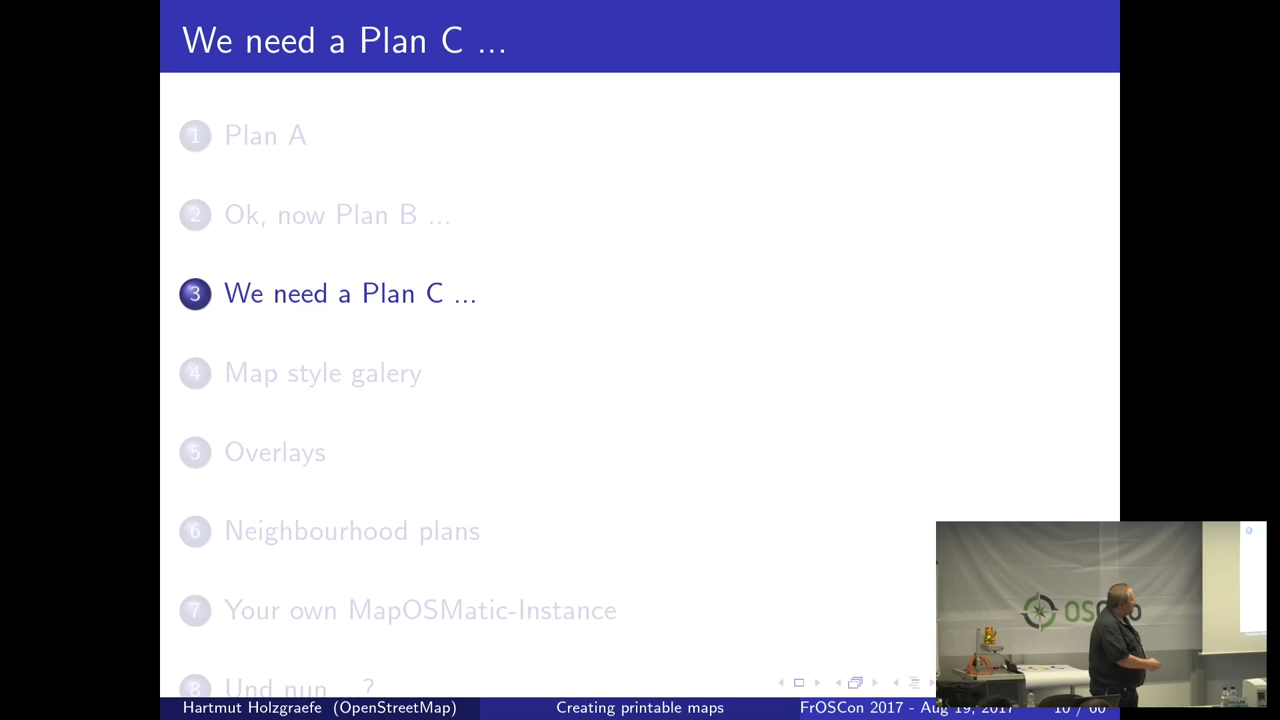 We need a Plan C ...
1 Plan A
2 Ok, now Plan B ...
3 We need a Plan C ...
4 Map style galery
5 Overlays
6 Neighbourhood plans
7 Your own MapOSMatic-Instance
8 Und nun ...?
Hartmut Holzgraefe (OpenStreetMap) Creating printable maps FrOSCon 2017 - Aug 19, 2017 10 / 60